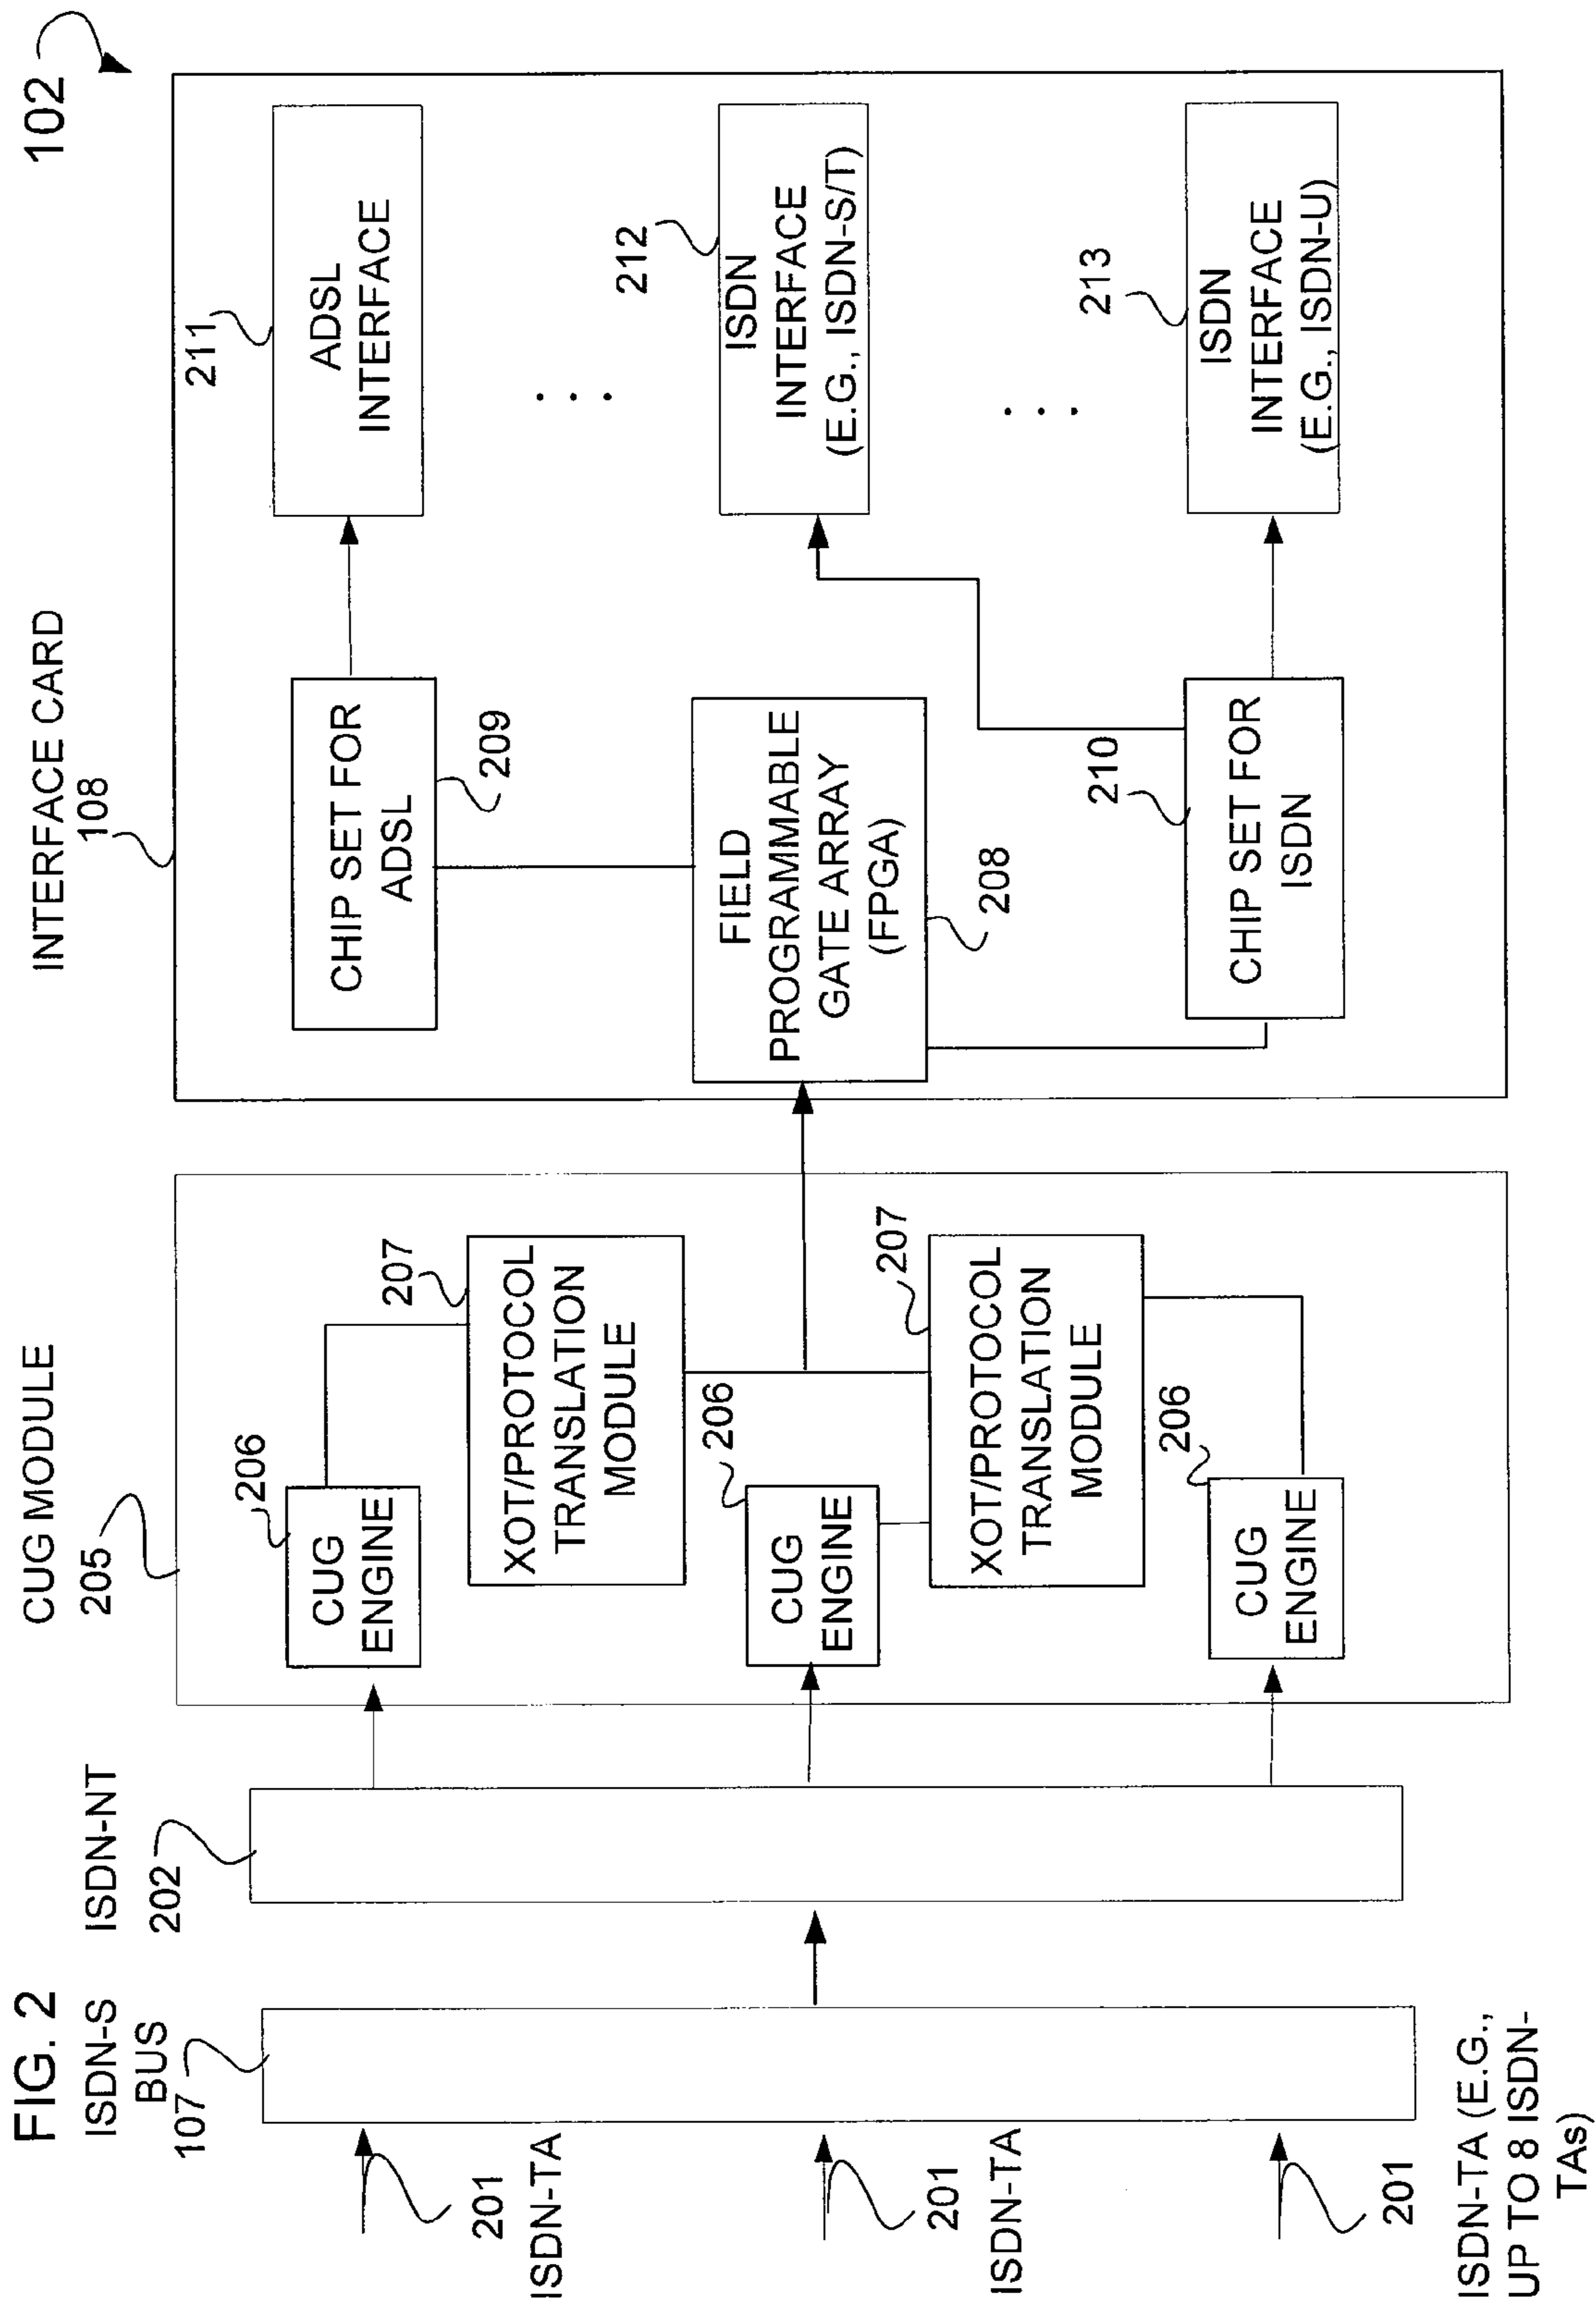 FIG. 2
102
ISDN-S
BUS
107
ISDN-NT
202
CUG MODULE
205
INTERFACE CARD
108
201
ISDN-TA
201
ISDN-TA
201
ISDN-TA (E.G.,
UP TO 8 ISDN-
TAs)
206
CUG
ENGINE
207
XOT/PROTOCOL
TRANSLATION
MODULE
206
CUG
ENGINE
207
XOT/PROTOCOL
TRANSLATION
MODULE
206
CUG
ENGINE
CHIP SET FOR
ADSL
209
FIELD
PROGRAMMABLE
GATE ARRAY
(FPGA)
208
210
CHIP SET FOR
ISDN
211
ADSL
INTERFACE
. . .
212
ISDN
INTERFACE
(E.G., ISDN-S/T)
. . .
213
ISDN
INTERFACE
(E.G., ISDN-U)